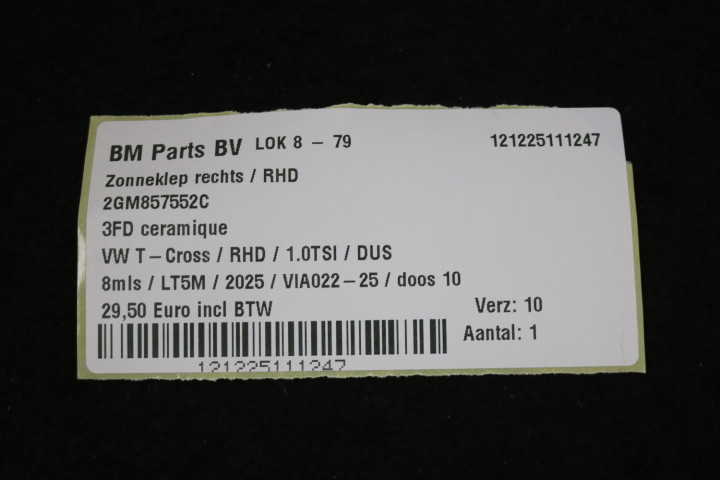 BM Parts BV LOK 8 – 79 121225111247
Zonneklep rechts / RHD
2GM857552C
3FD ceramique
VW T–Cross / RHD / 1.0TSI / DUS
8mls / LT5M / 2025 / VIA022–25 / doos 10
29,50 Euro incl BTW Verz: 10
Aantal: 1
121225111247